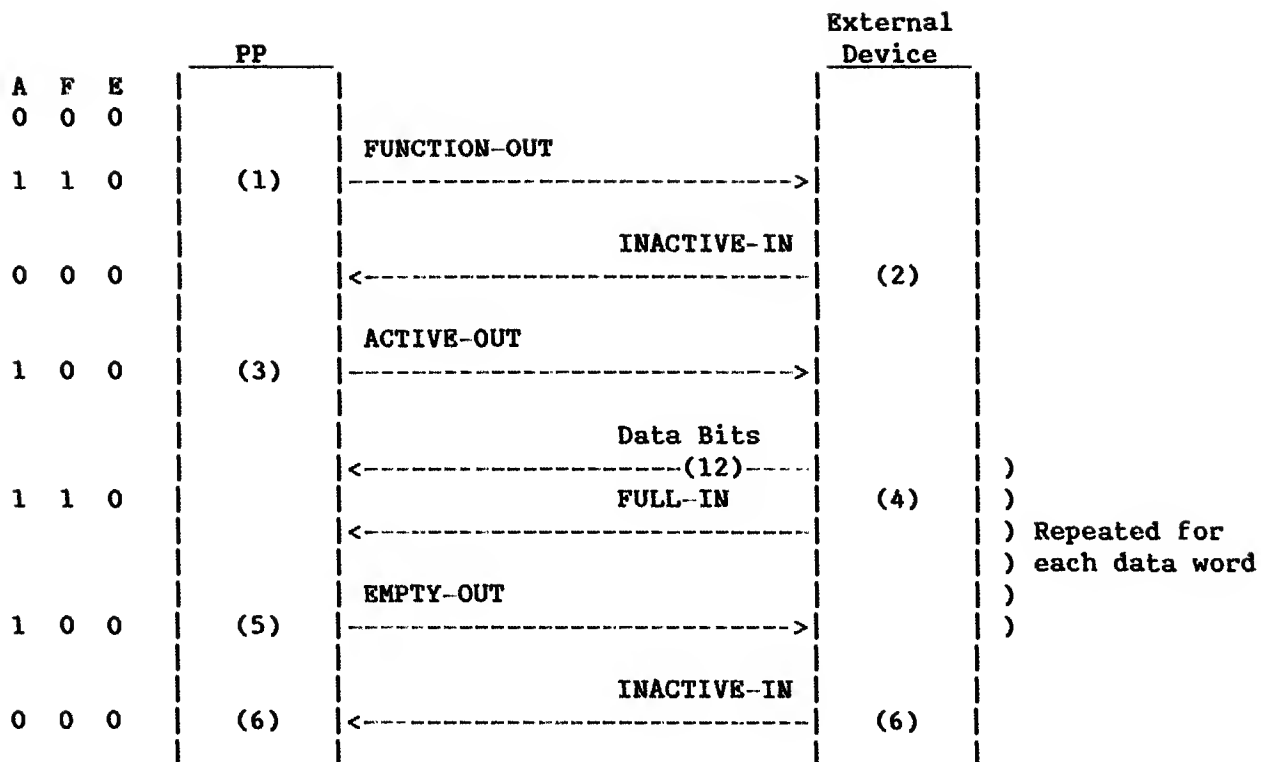 External
PP Device
A F E
0 0 0
FUNCTION-OUT
1 1 0 (1)
INACTIVE-IN
0 0 0 (2)
ACTIVE-OUT
1 0 0 (3)
Data Bits
(12) )
1 1 0 FULL-IN (4) )
) Repeated for
) each data word
EMPTY-OUT )
1 0 0 (5) )
INACTIVE-IN
0 0 0 (6) (6)